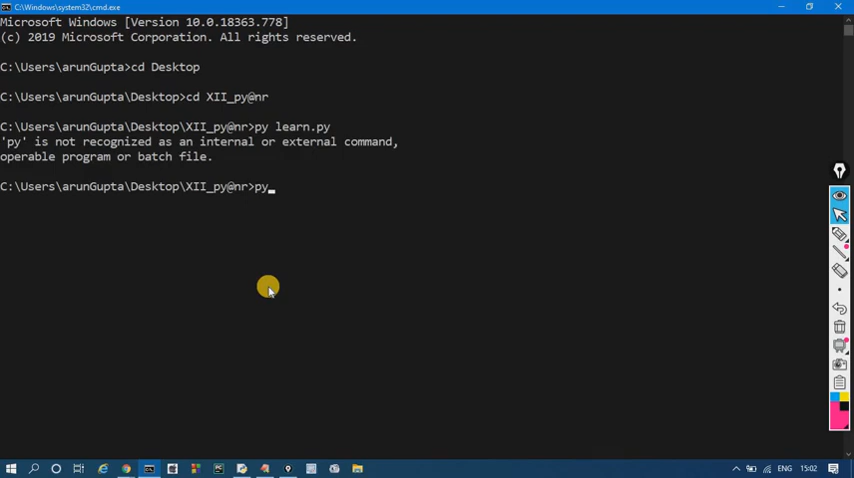 C:\Windows\system32\cmd.exe
Microsoft Windows [Version 10.0.18363.778]
(c) 2019 Microsoft Corporation. All rights reserved.
C:\Users\arunGupta>cd Desktop
C:\Users\arunGupta\Desktop>cd XII_py@nr
C:\Users\arunGupta\Desktop\XII_py@nr>py learn.py
'py' is not recognized as an internal or external command,
operable program or batch file.
C:\Users\arunGupta\Desktop\XII_py@nr>py_
ENG 15:02